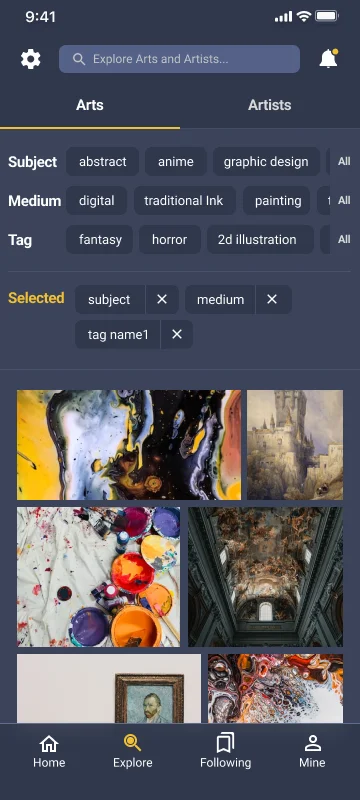 9:41
Explore Arts and Artists...
Arts Artists
Subject abstract anime graphic design All
Medium digital traditional Ink painting All
Tag fantasy horror 2d illustration All
Selected subject medium
tag name1
Home Explore Following Mine